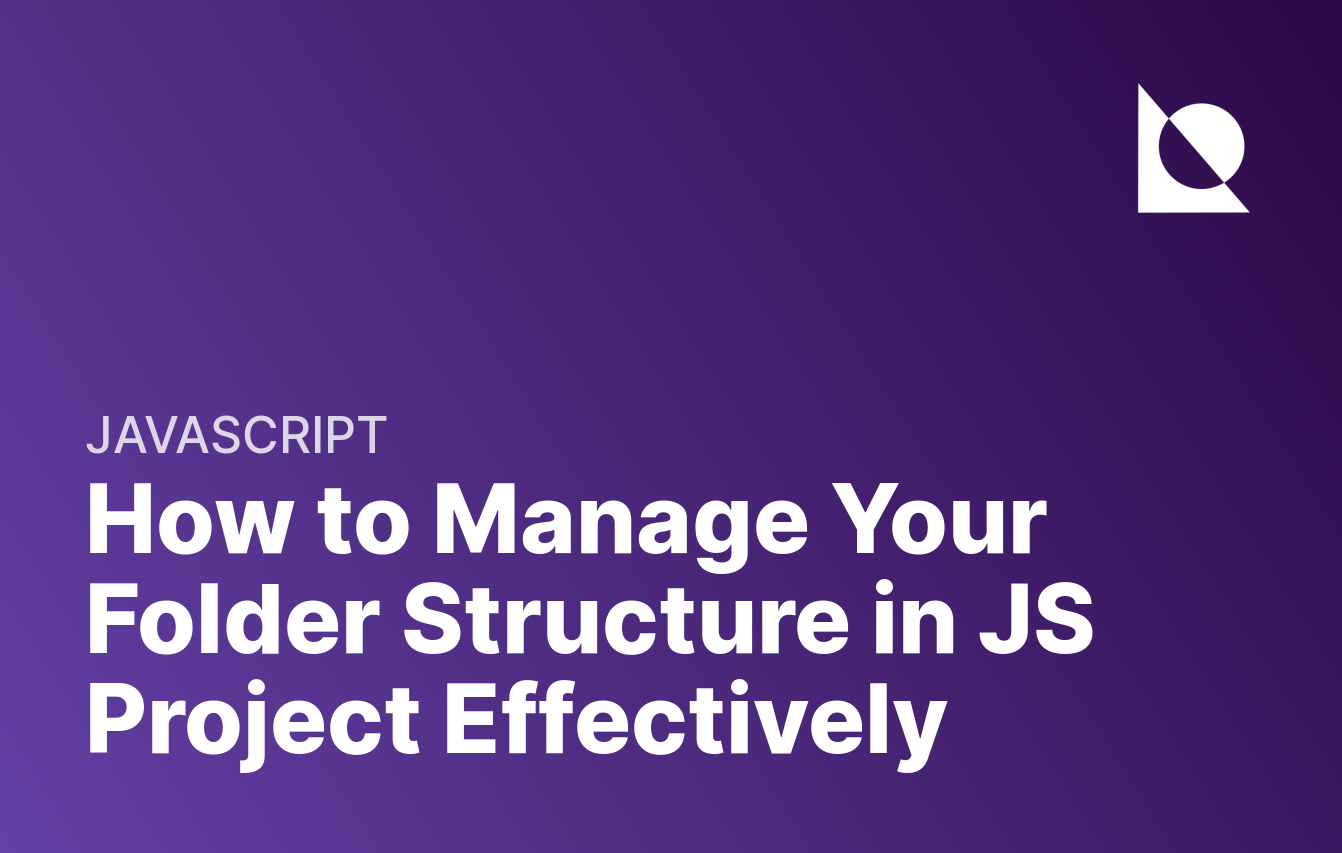 JAVASCRIPT
How to Manage Your
Folder Structure in JS
Project Effectively